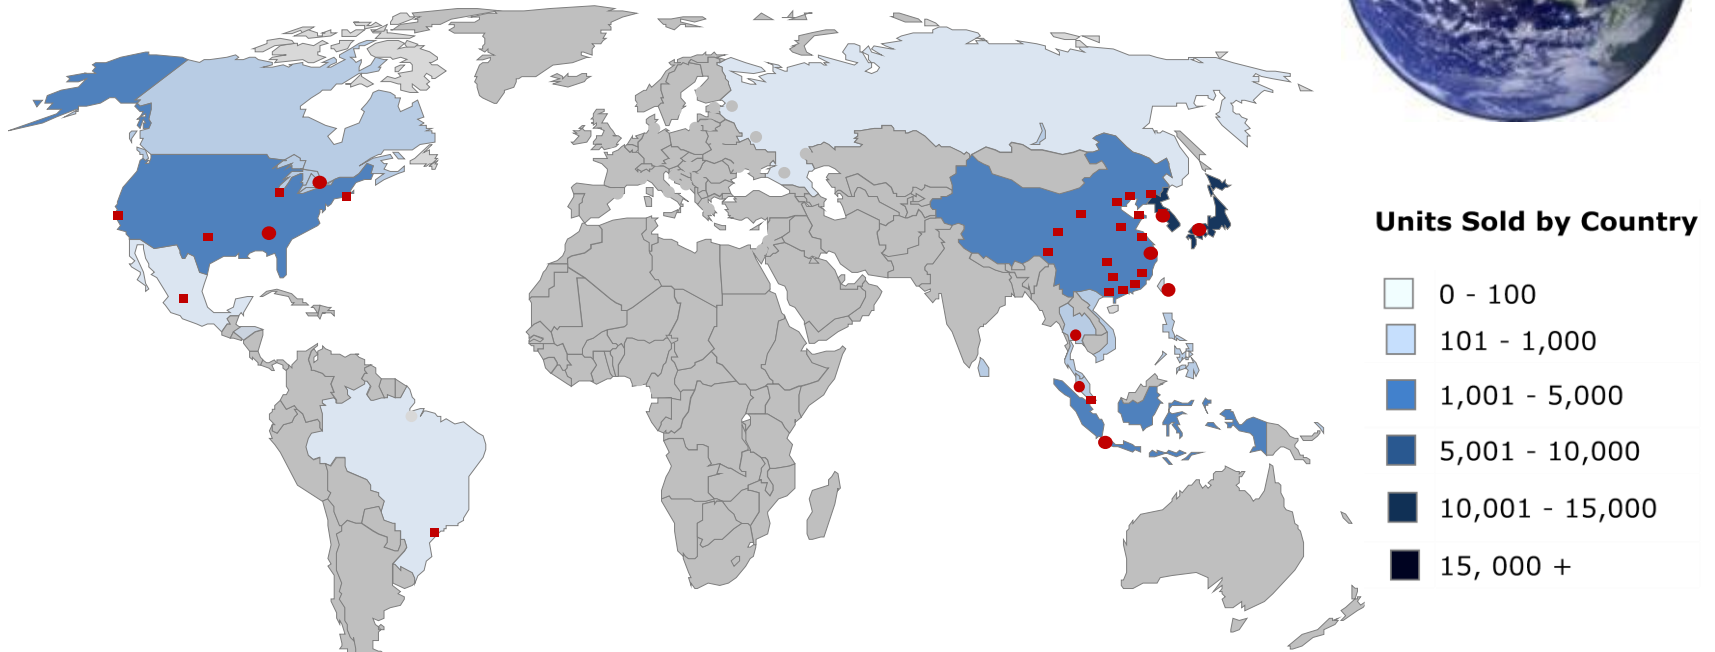 Units Sold by Country
0 - 100
101 - 1,000
1,001 - 5,000
5,001 - 10,000
10,001 - 15,000
15, 000 +